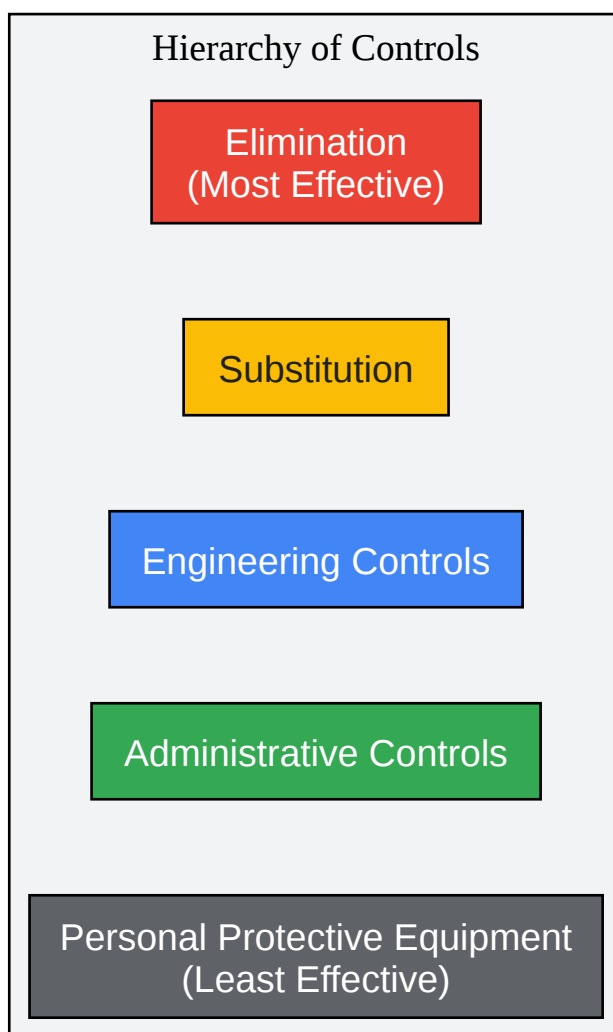 Hierarchy of Controls
Elimination
(Most Effective)
Substitution
Engineering Controls
Administrative Controls
Personal Protective Equipment
(Least Effective)